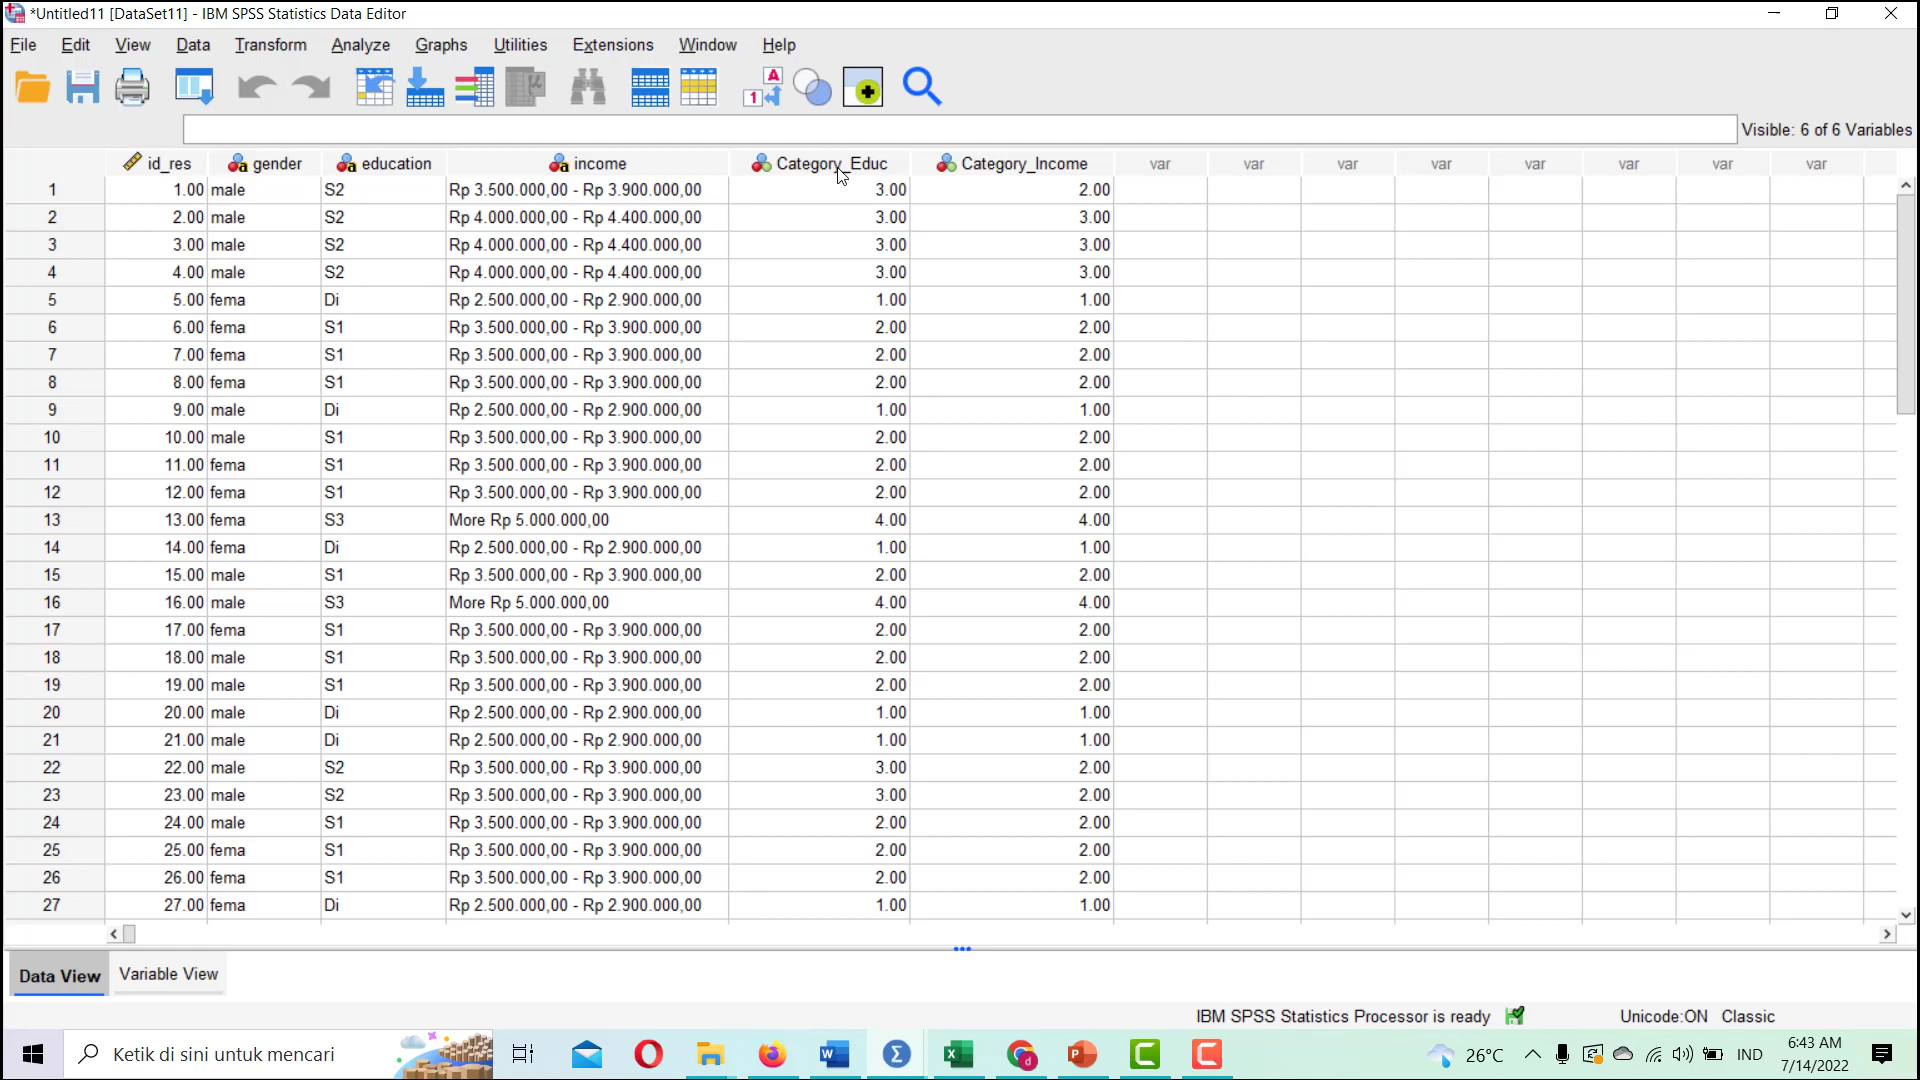 *Untitled11 [DataSet11] - IBM SPSS Statistics Data Editor
File Edit View Data Transform Analyze Graphs Utilities Extensions Window Help
Visible: 6 of 6 Variables
id_res gender education income Category_Educ Category_Income var var var var var var var var
1 1.00 male S2 Rp 3.500.000,00 - Rp 3.900.000,00 3.00 2.00
2 2.00 male S2 Rp 4.000.000,00 - Rp 4.400.000,00 3.00 3.00
3 3.00 male S2 Rp 4.000.000,00 - Rp 4.400.000,00 3.00 3.00
4 4.00 male S2 Rp 4.000.000,00 - Rp 4.400.000,00 3.00 3.00
5 5.00 fema Di Rp 2.500.000,00 - Rp 2.900.000,00 1.00 1.00
6 6.00 fema S1 Rp 3.500.000,00 - Rp 3.900.000,00 2.00 2.00
7 7.00 fema S1 Rp 3.500.000,00 - Rp 3.900.000,00 2.00 2.00
8 8.00 fema S1 Rp 3.500.000,00 - Rp 3.900.000,00 2.00 2.00
9 9.00 male Di Rp 2.500.000,00 - Rp 2.900.000,00 1.00 1.00
10 10.00 male S1 Rp 3.500.000,00 - Rp 3.900.000,00 2.00 2.00
11 11.00 fema S1 Rp 3.500.000,00 - Rp 3.900.000,00 2.00 2.00
12 12.00 fema S1 Rp 3.500.000,00 - Rp 3.900.000,00 2.00 2.00
13 13.00 fema S3 More Rp 5.000.000,00 4.00 4.00
14 14.00 fema Di Rp 2.500.000,00 - Rp 2.900.000,00 1.00 1.00
15 15.00 male S1 Rp 3.500.000,00 - Rp 3.900.000,00 2.00 2.00
16 16.00 male S3 More Rp 5.000.000,00 4.00 4.00
17 17.00 fema S1 Rp 3.500.000,00 - Rp 3.900.000,00 2.00 2.00
18 18.00 male S1 Rp 3.500.000,00 - Rp 3.900.000,00 2.00 2.00
19 19.00 male S1 Rp 3.500.000,00 - Rp 3.900.000,00 2.00 2.00
20 20.00 male Di Rp 2.500.000,00 - Rp 2.900.000,00 1.00 1.00
21 21.00 male Di Rp 2.500.000,00 - Rp 2.900.000,00 1.00 1.00
22 22.00 male S2 Rp 3.500.000,00 - Rp 3.900.000,00 3.00 2.00
23 23.00 male S2 Rp 3.500.000,00 - Rp 3.900.000,00 3.00 2.00
24 24.00 male S1 Rp 3.500.000,00 - Rp 3.900.000,00 2.00 2.00
25 25.00 fema S1 Rp 3.500.000,00 - Rp 3.900.000,00 2.00 2.00
26 26.00 fema S1 Rp 3.500.000,00 - Rp 3.900.000,00 2.00 2.00
27 27.00 fema Di Rp 2.500.000,00 - Rp 2.900.000,00 1.00 1.00
Data View Variable View
IBM SPSS Statistics Processor is ready Unicode:ON Classic
Ketik di sini untuk mencari 26°C IND 6:43 AM
7/14/2022